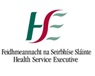 Feidhmeannacht na Seirbhíse Sláinte
Health Service Executive